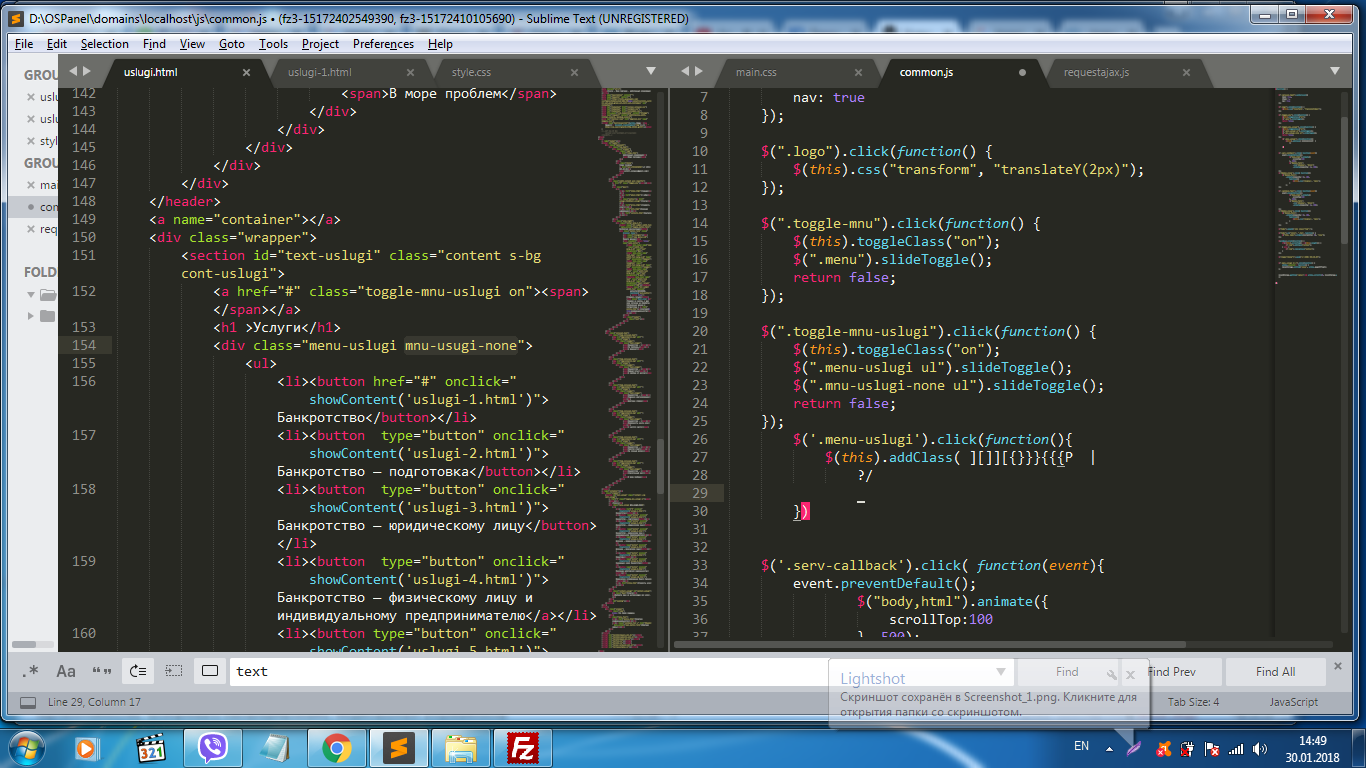 D:\OSPanel\domains\localhost\js\common.js • (fz3-15172402549390, fz3-15172410105690) - Sublime Text (UNREGISTERED)
File Edit Selection Find View Goto Tools Project Preferences Help
GROU
uslu
uslu
styl
GROU
mai
con
req
FOLD
uslugi.html
uslugi-1.html
style.css
142 <span>В море проблем</span>
143 </div>
144 </div>
145 </div>
146 </div>
147 </div>
148 </header>
149 <a name="container"></a>
150 <div class="wrapper">
151 <section id="text-uslugi" class="content s-bg
cont-uslugi">
152 <a href="#" class="toggle-mnu-uslugi on"><span>
</span></a>
153 <h1 >Услуги</h1>
154 <div class="menu-uslugi mnu-usugi-none">
155 <ul>
156 <li><button href="#" onclick="
showContent('uslugi-1.html')">
Банкротство</button></li>
157 <li><button  type="button" onclick="
showContent('uslugi-2.html')">
Банкротство – подготовка</button></li>
158 <li><button  type="button" onclick="
showContent('uslugi-3.html')">
Банкротство – юридическому лицу</button>
</li>
159 <li><button  type="button" onclick="
showContent('uslugi-4.html')">
Банкротство – физическому лицу и
индивидуальному предпринимателю</a></li>
160 <li><button type="button" onclick="
showContent('uslugi-5.html')">
main.css
common.js
requestajax.js
7 nav: true
8 });
9
10 $(".logo").click(function() {
11 $(this).css("transform", "translateY(2px)");
12 });
13
14 $(".toggle-mnu").click(function() {
15 $(this).toggleClass("on");
16 $(".menu").slideToggle();
17 return false;
18 });
19
20 $(".toggle-mnu-uslugi").click(function() {
21 $(this).toggleClass("on");
22 $(".menu-uslugi ul").slideToggle();
23 $(".mnu-uslugi-none ul").slideToggle();
24 return false;
25 });
26 $('.menu-uslugi').click(function(){
27 $(this).addClass( ][]][{}}}{{{P  |
28 ?/
29 _
30 })
31
32
33 $('.serv-callback').click( function(event){
34 event.preventDefault();
35 $("body,html").animate({
36 scrollTop:100
37 }, 500);
.* Aa “” text Find Find Prev Find All
Lightshot
Скриншот сохранён в Screenshot_1.png. Кликните для
открытия папки со скриншотом.
Line 29, Column 17
Tab Size: 4
JavaScript
321
EN
14:49
30.01.2018